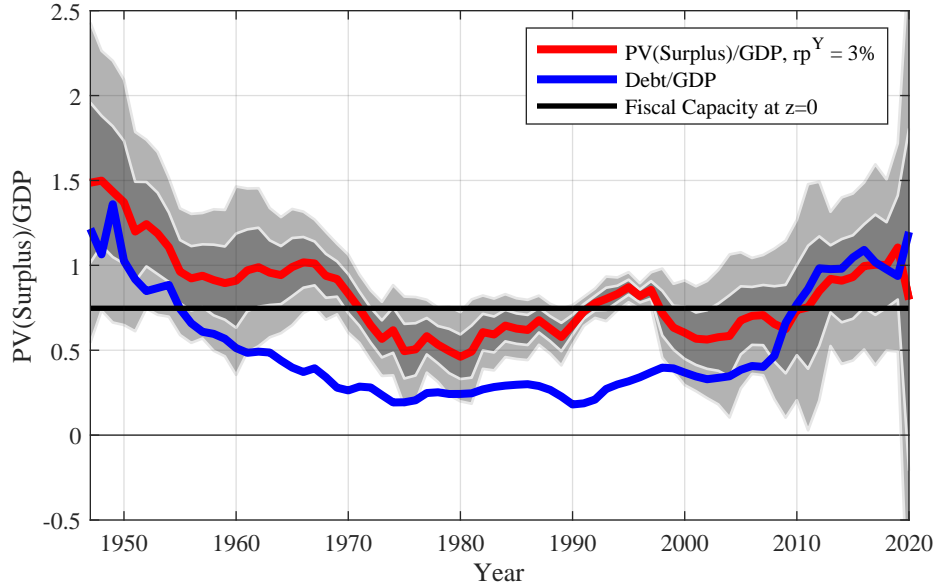 2.5
2
1.5
1
0.5
0
-0.5
PV(Surplus)/GDP
PV(Surplus)/GDP, rp^Y = 3%
Debt/GDP
Fiscal Capacity at z=0
1950 1960 1970 1980 1990 2000 2010 2020
Year